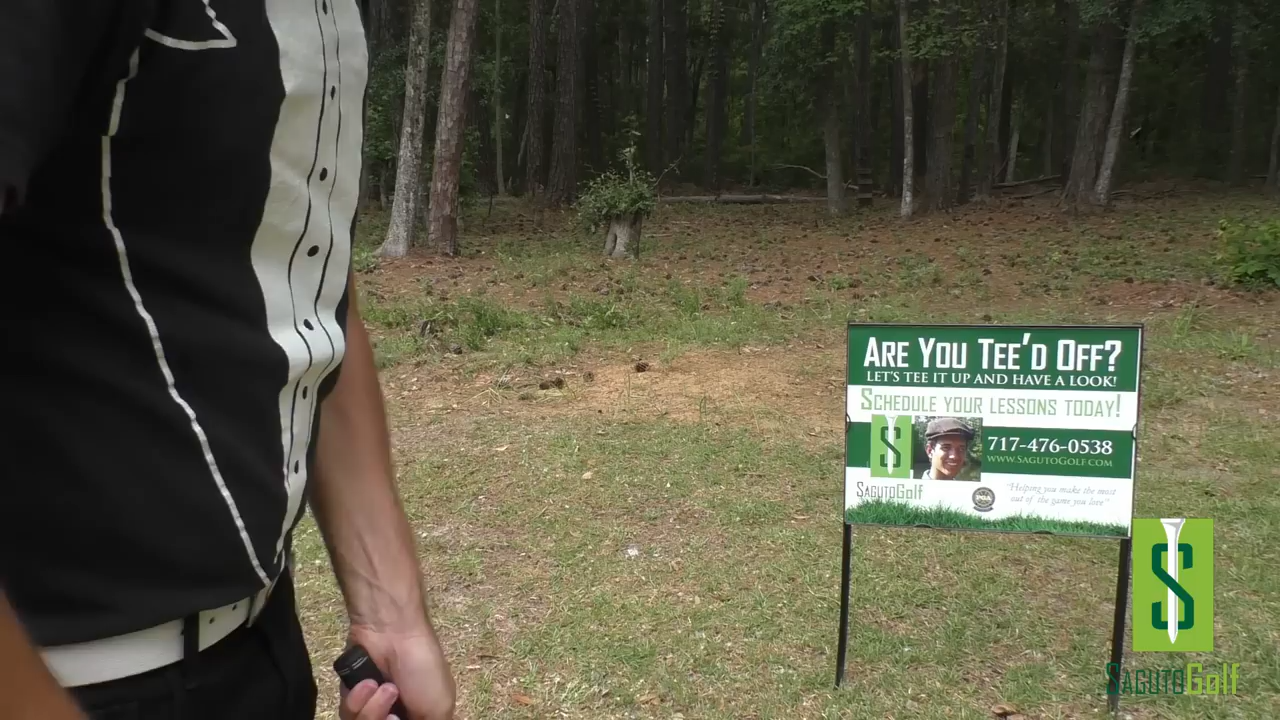 ARE YOU TEE'D OFF?
LET'S TEE IT UP AND HAVE A LOOK!
SCHEDULE YOUR LESSONS TODAY!
S
717-476-0538
WWW.SAGUTOGOLF.COM
SAGUTOGolf
PGA
"Helping you make the most
out of the game you love"
S
SAGUTOGolf